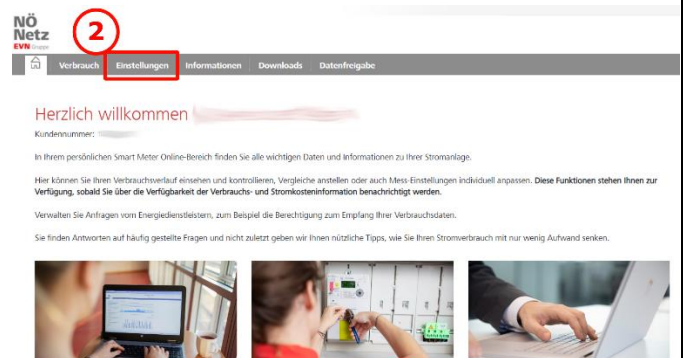 NÖ
Netz
EVN Gruppe
2
Verbrauch Einstellungen Informationen Downloads Datenfreigabe
Herzlich willkommen
Kundennummer:
In Ihrem persönlichen Smart Meter Online-Bereich finden Sie alle wichtigen Daten und Informationen zu Ihrer Stromanlage.
Hier können Sie Ihren Verbrauchsverlauf einsehen und kontrollieren, Vergleiche anstellen oder auch Mess-Einstellungen individuell anpassen. Diese Funktionen stehen Ihnen zur
Verfügung, sobald Sie über die Verfügbarkeit der Verbrauchs- und Stromkosteninformation benachrichtigt werden.
Verwalten Sie Anfragen vom Energiedienstleistern, zum Beispiel die Berechtigung zum Empfang Ihrer Verbrauchsdaten.
Sie finden Antworten auf häufig gestellte Fragen und nicht zuletzt geben wir Ihnen nützliche Tipps, wie Sie Ihren Stromverbrauch mit nur wenig Aufwand senken.